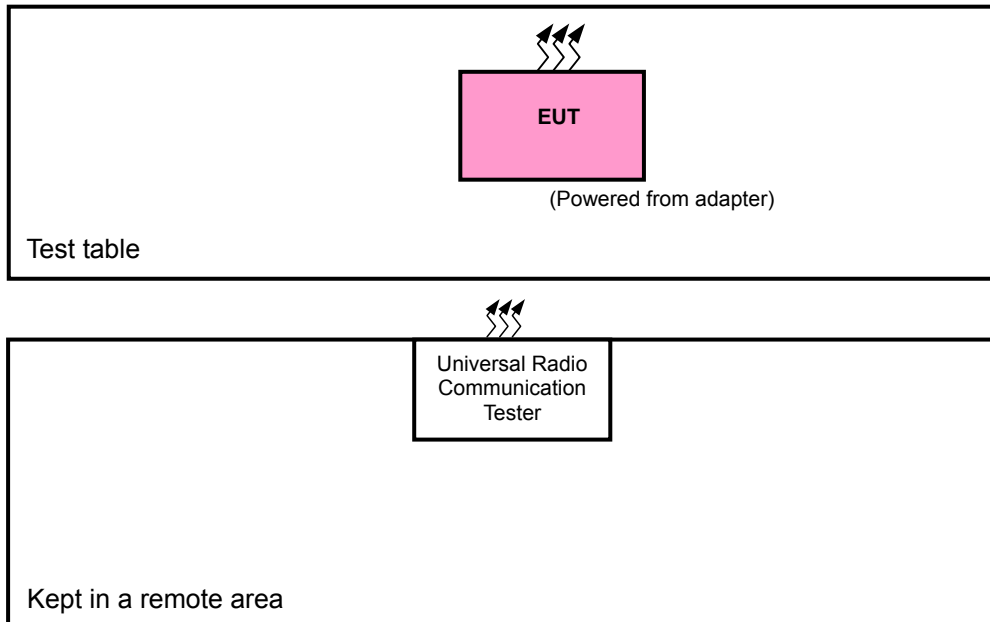 EUT
(Powered from adapter)
Test table
Universal Radio
Communication
Tester
Kept in a remote area